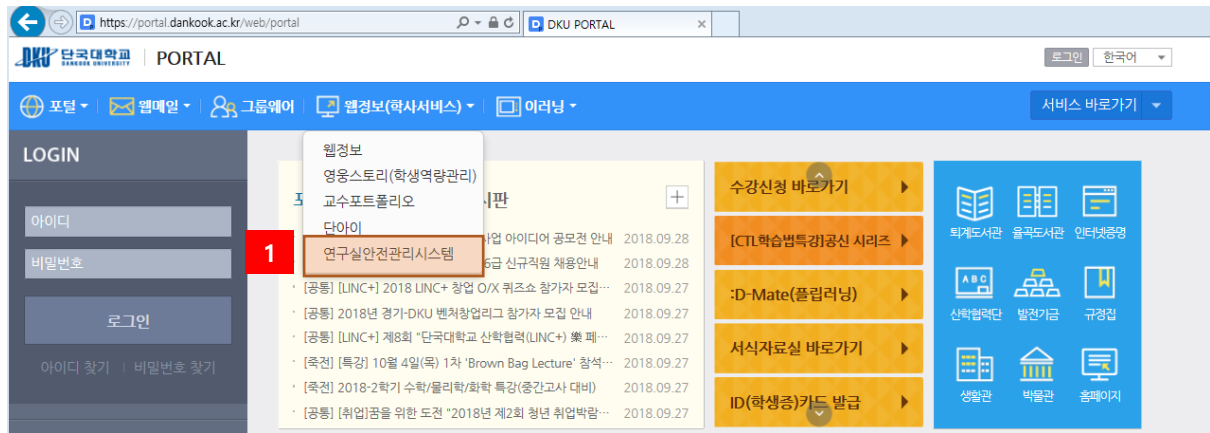 https://portal.dankook.ac.kr/web/portal
DKU PORTAL
DKU 단국대학교 PORTAL
DANKOOK UNIVERSITY
로그인 한국어
포털 웹메일 그룹웨어 웹정보(학사서비스) 이러닝
서비스 바로가기
LOGIN
아이디
비밀번호
로그인
아이디 찾기 | 비밀번호 찾기
웹정보
영웅스토리(학생역량관리)
교수포트폴리오
단아이
1 연구실안전관리시스템
시판
사업 아이디어 공모전 안내 2018.09.28
6급 신규직원 채용안내 2018.09.28
[공통] [LINC+] 2018 LINC+ 창업 O/X 퀴즈쇼 참가자 모집… 2018.09.27
[공통] 2018년 경기-DKU 벤처창업리그 참가자 모집 안내 2018.09.27
[공통] [LINC+] 제8회 "단국대학교 산학협력(LINC+) 樂 페… 2018.09.27
[죽전] [특강] 10월 4일(목) 1차 'Brown Bag Lecture' 참석… 2018.09.27
[죽전] 2018-2학기 수학/물리학/화학 특강(중간고사 대비) 2018.09.27
[공통] [취업]꿈을 위한 도전 "2018년 제2회 청년 취업박람… 2018.09.27
수강신청 바로가기
[CTL학습법특강]공신 시리즈
:D-Mate(플립러닝)
서식자료실 바로가기
ID(학생증)카드 발급
퇴계도서관 율곡도서관 인터넷증명
ABC
산학협력단 발전기금 규정집
생활관 박물관 홈페이지